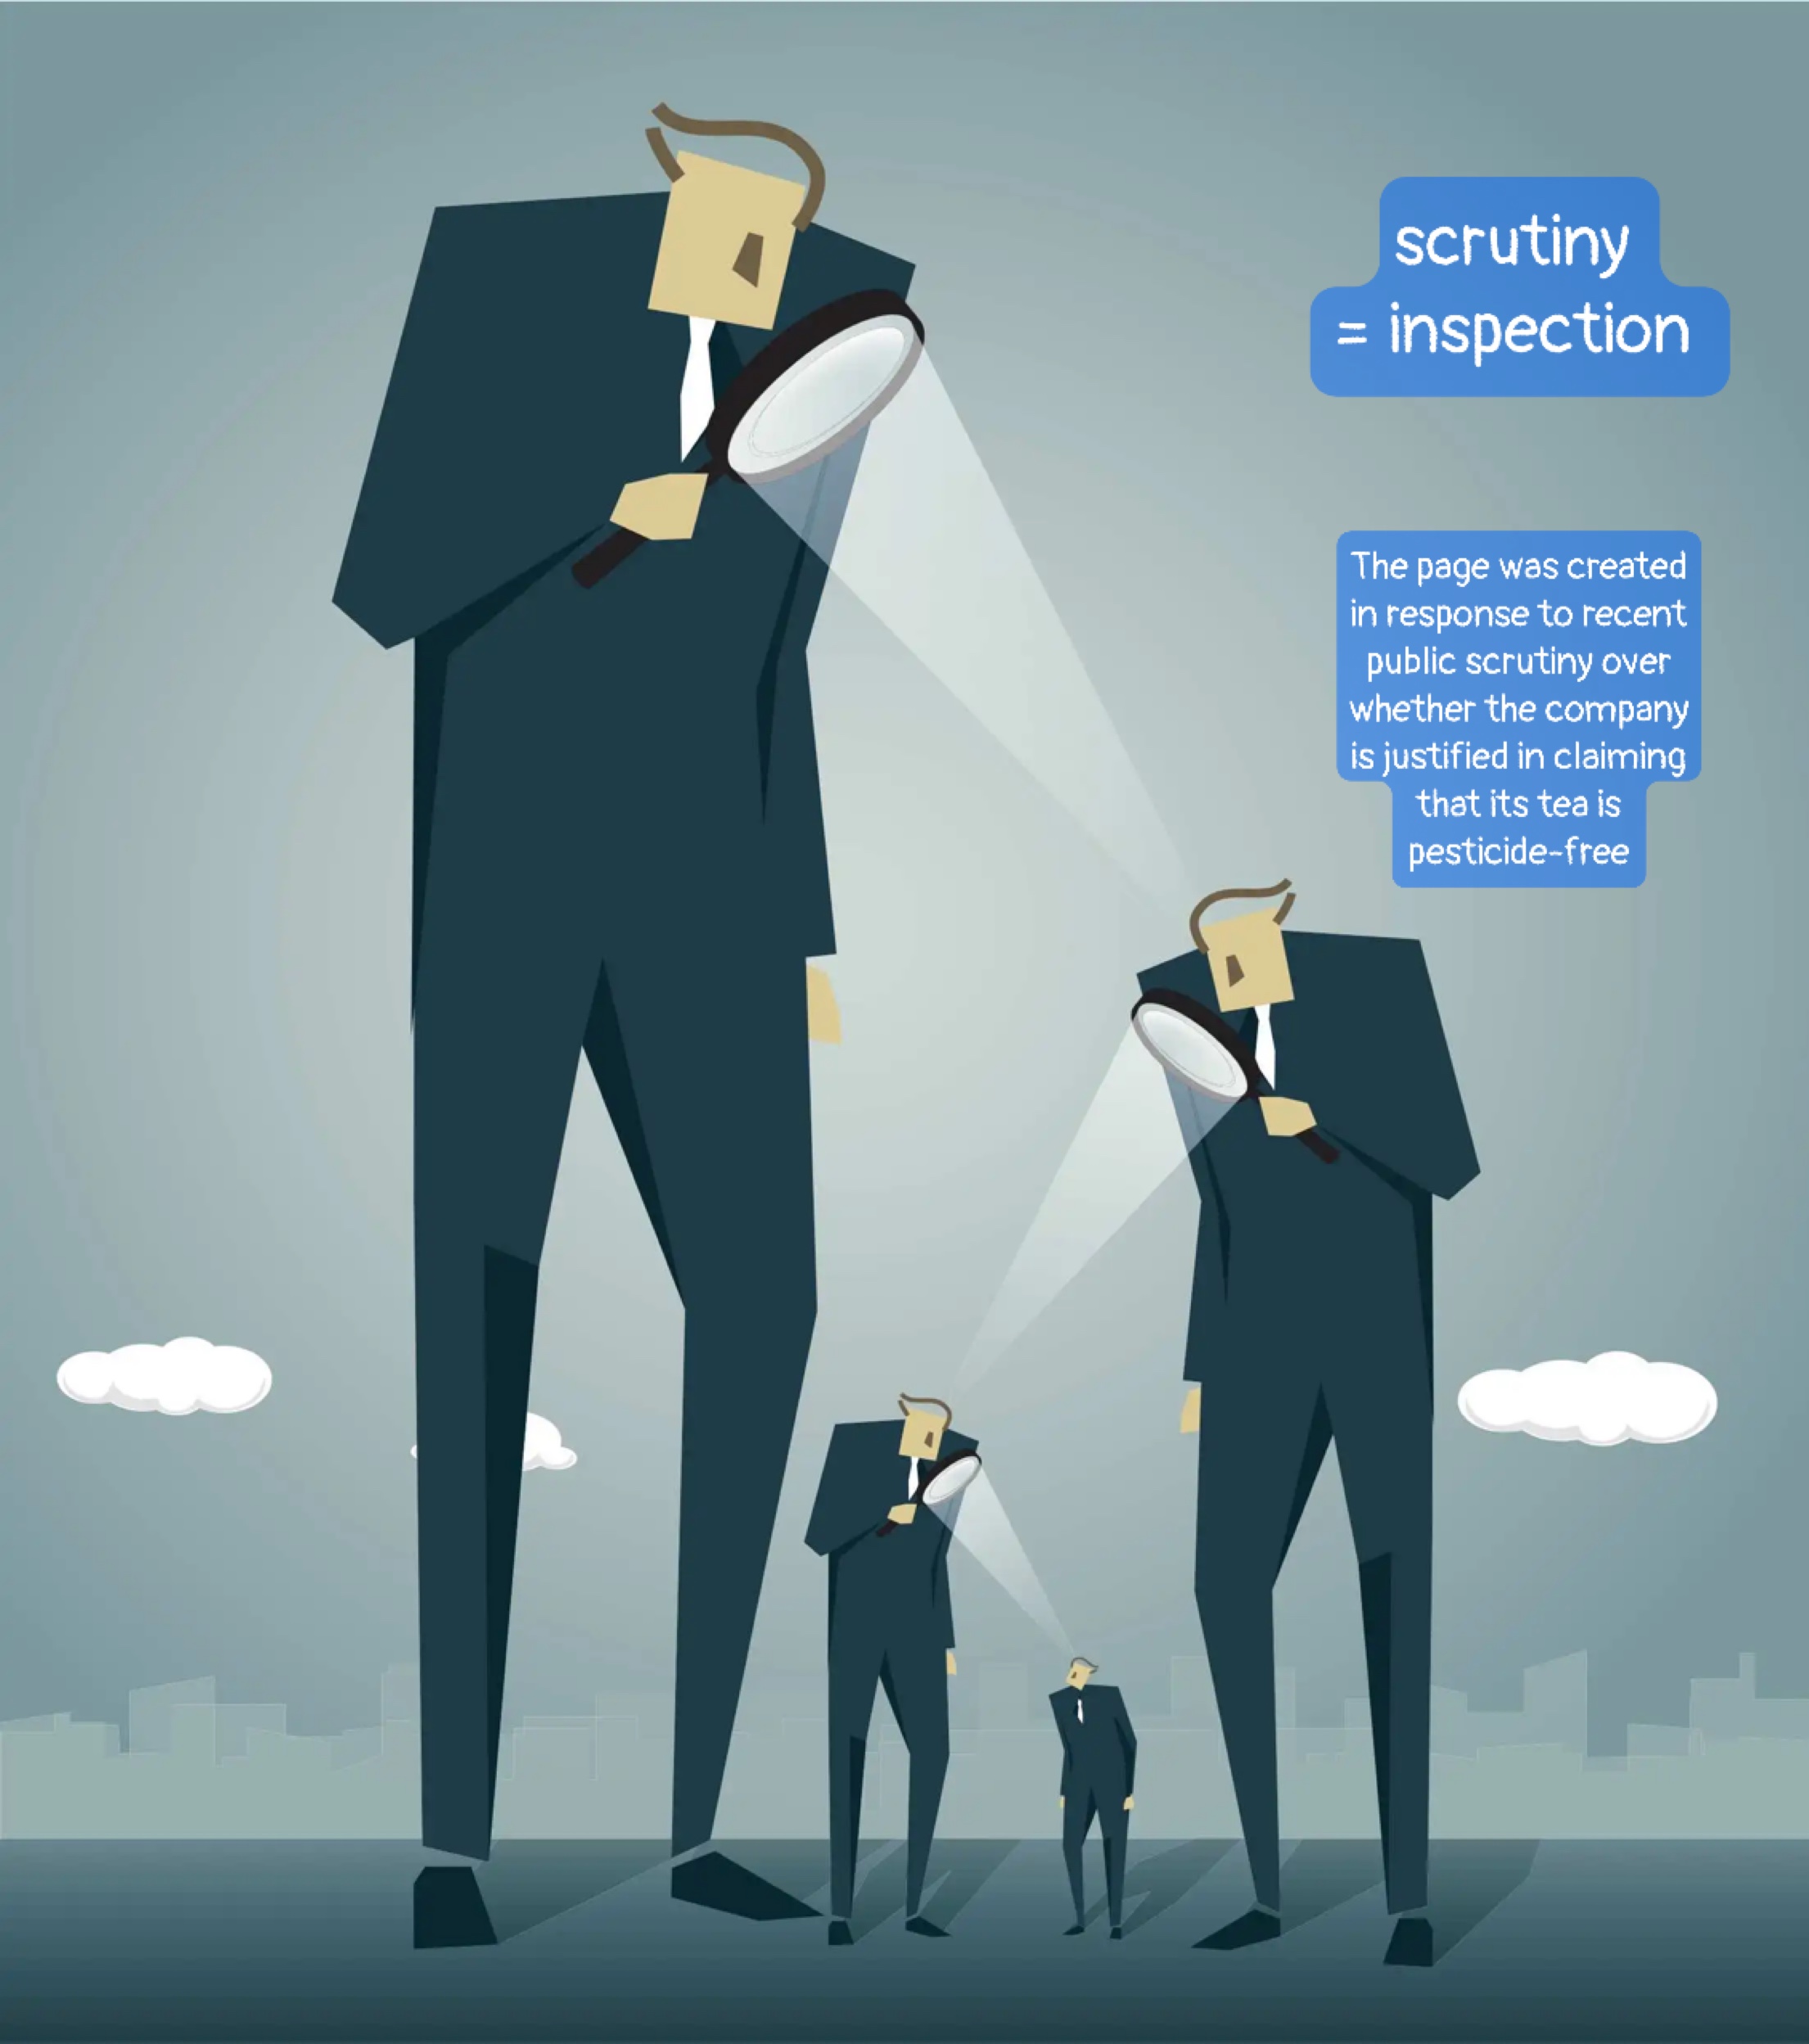 scrutiny
= inspection
The page was created
in response to recent
public scrutiny over
whether the company
is justified in claiming
that its tea is
pesticide-free